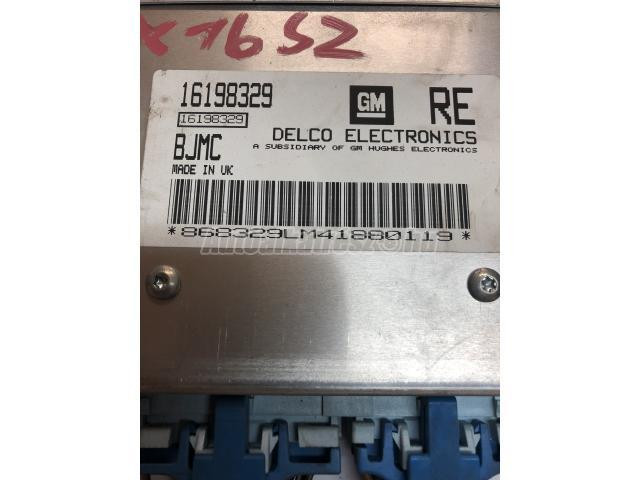 X16SZ
16198329
GM
RE
16198329
DELCO ELECTRONICS
A SUBSIDIARY OF GM HUGHES ELECTRONICS
BJMC
MADE IN UK
*868329LM41880119*